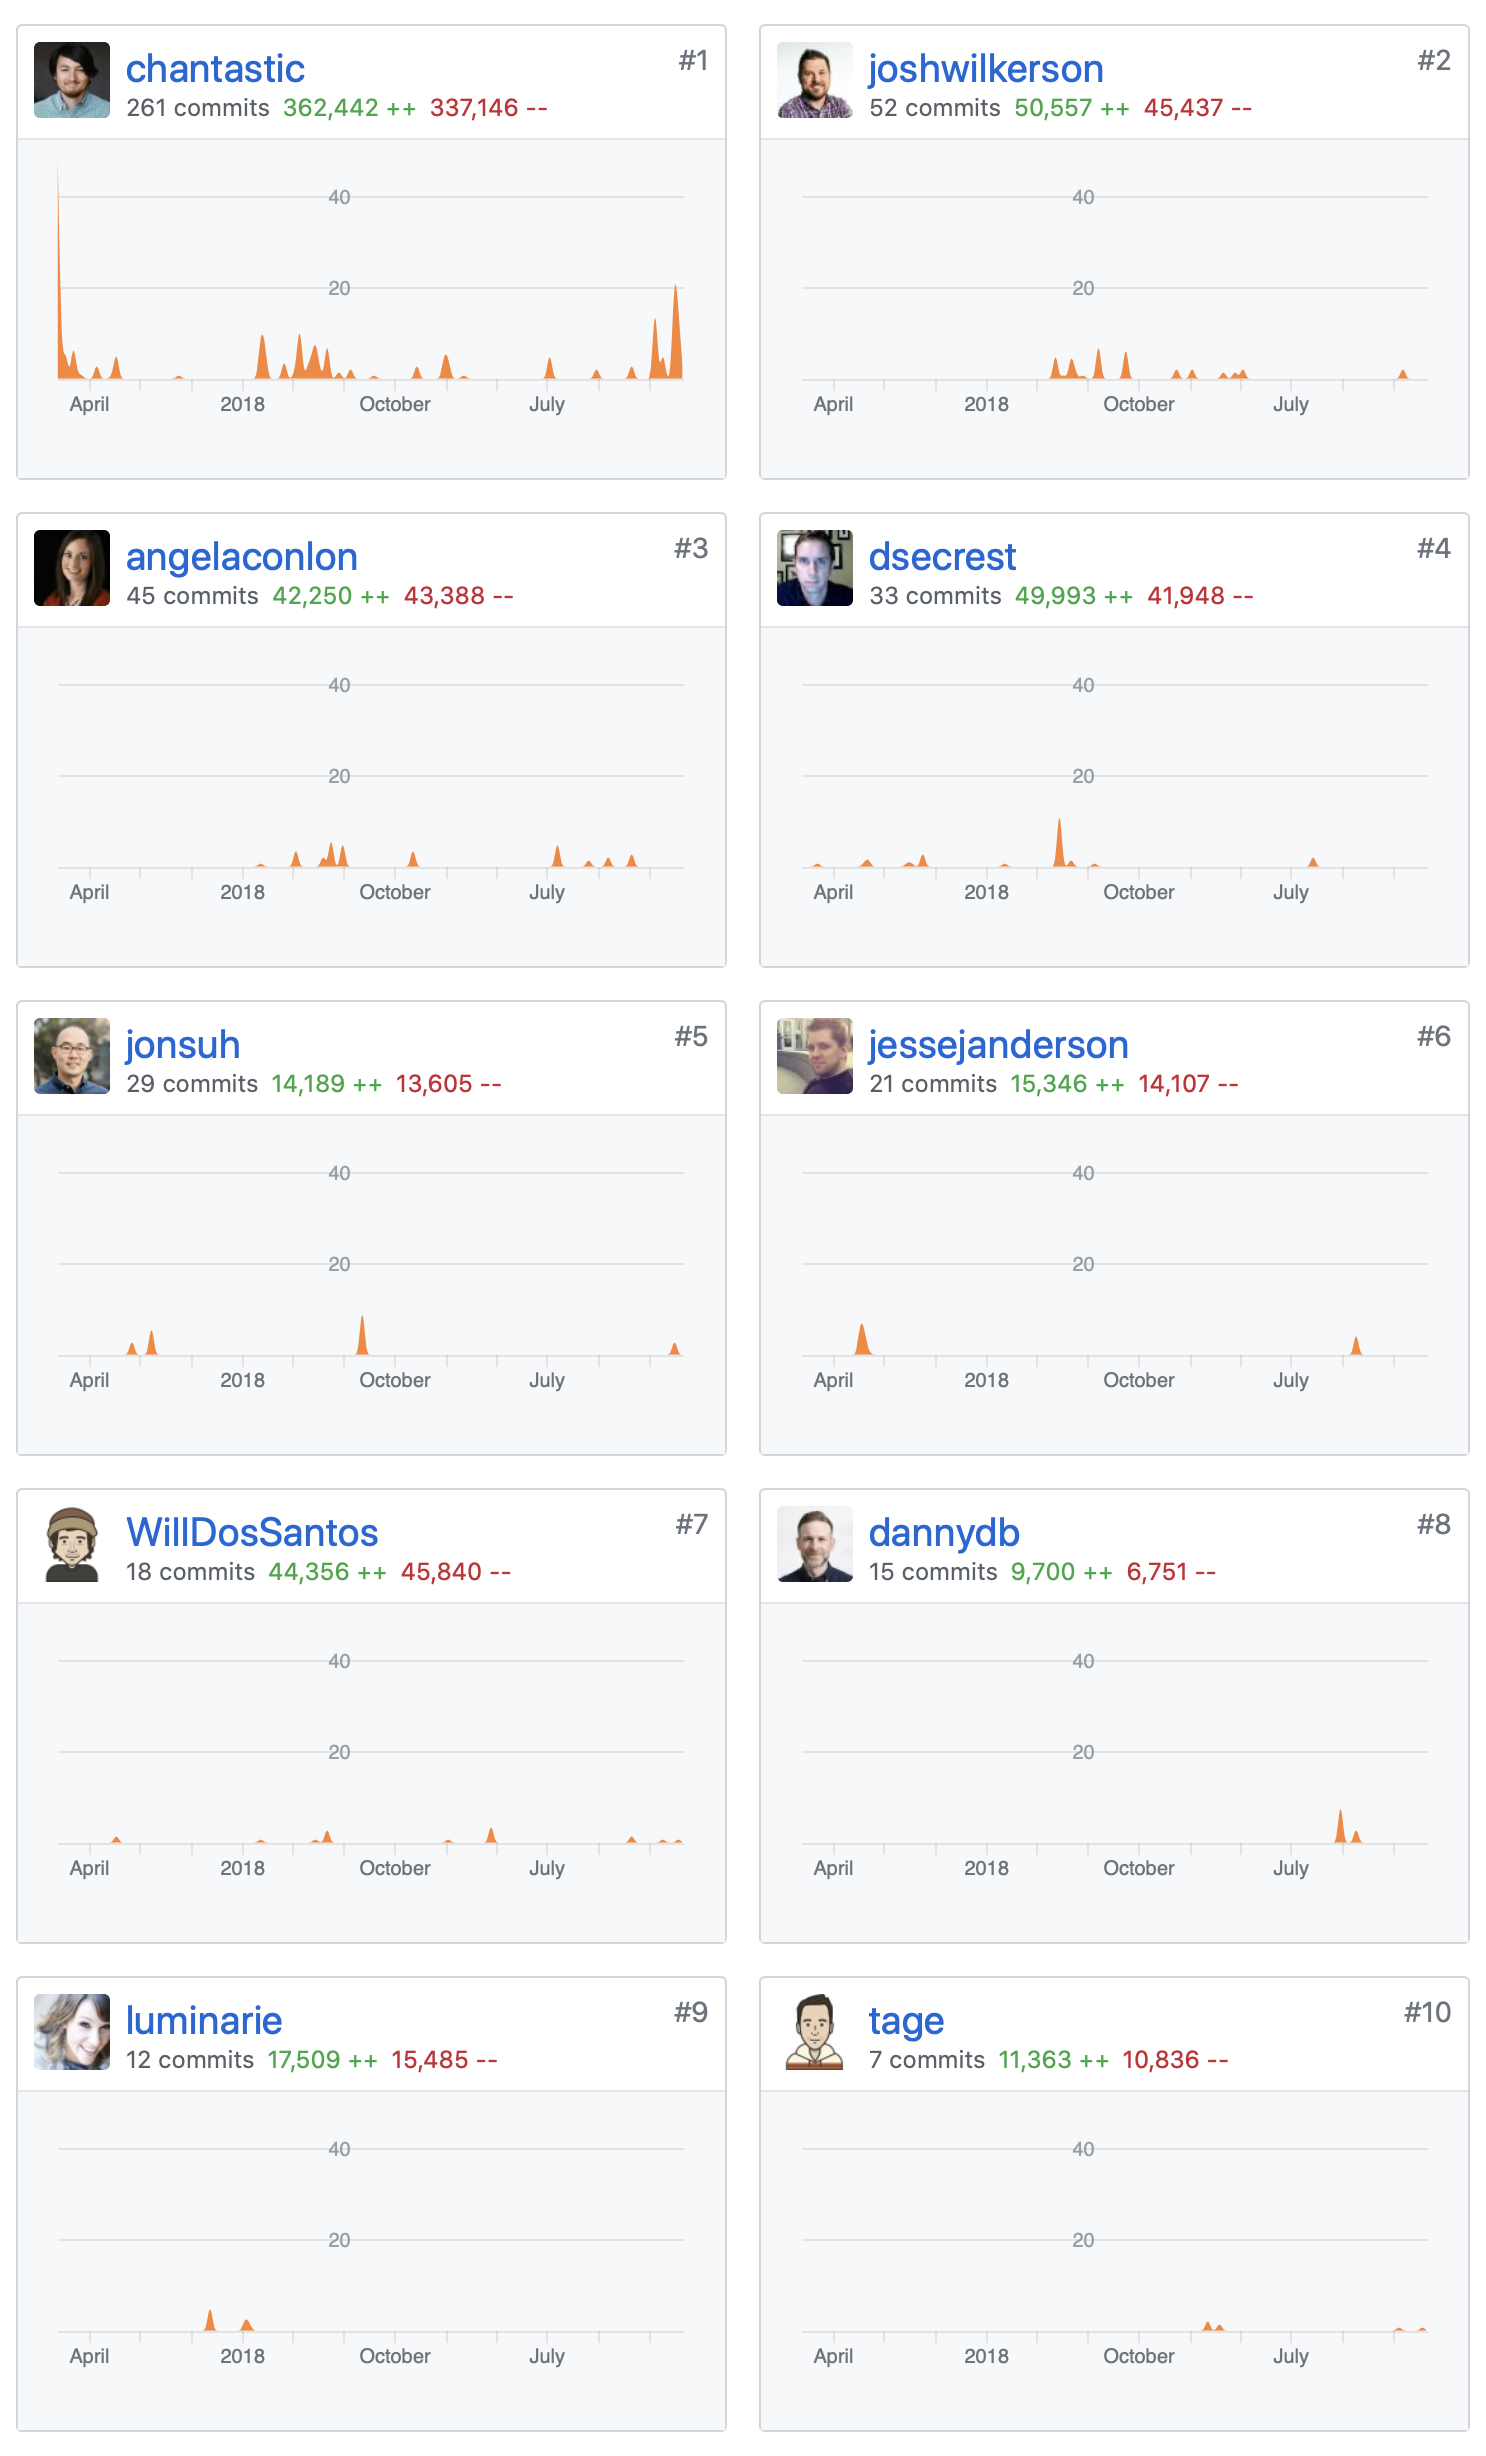 chantastic #1
261 commits 362,442 ++ 337,146 --
40
20
April 2018 October July
joshwilkerson #2
52 commits 50,557 ++ 45,437 --
40
20
April 2018 October July
angelaconlon #3
45 commits 42,250 ++ 43,388 --
40
20
April 2018 October July
dsecrest #4
33 commits 49,993 ++ 41,948 --
40
20
April 2018 October July
jonsuh #5
29 commits 14,189 ++ 13,605 --
40
20
April 2018 October July
jessejanderson #6
21 commits 15,346 ++ 14,107 --
40
20
April 2018 October July
WillDosSantos #7
18 commits 44,356 ++ 45,840 --
40
20
April 2018 October July
dannydb #8
15 commits 9,700 ++ 6,751 --
40
20
April 2018 October July
luminarie #9
12 commits 17,509 ++ 15,485 --
40
20
April 2018 October July
tage #10
7 commits 11,363 ++ 10,836 --
40
20
April 2018 October July